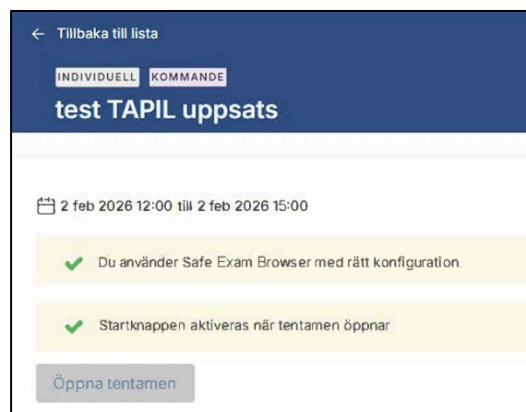 ← Tillbaka till lista
INDIVIDUELL KOMMANDE
test TAPIL uppsats
2 feb 2026 12:00 till 2 feb 2026 15:00
Du använder Safe Exam Browser med rätt konfiguration
Startknappen aktiveras när tentamen öppnar
Öppna tentamen